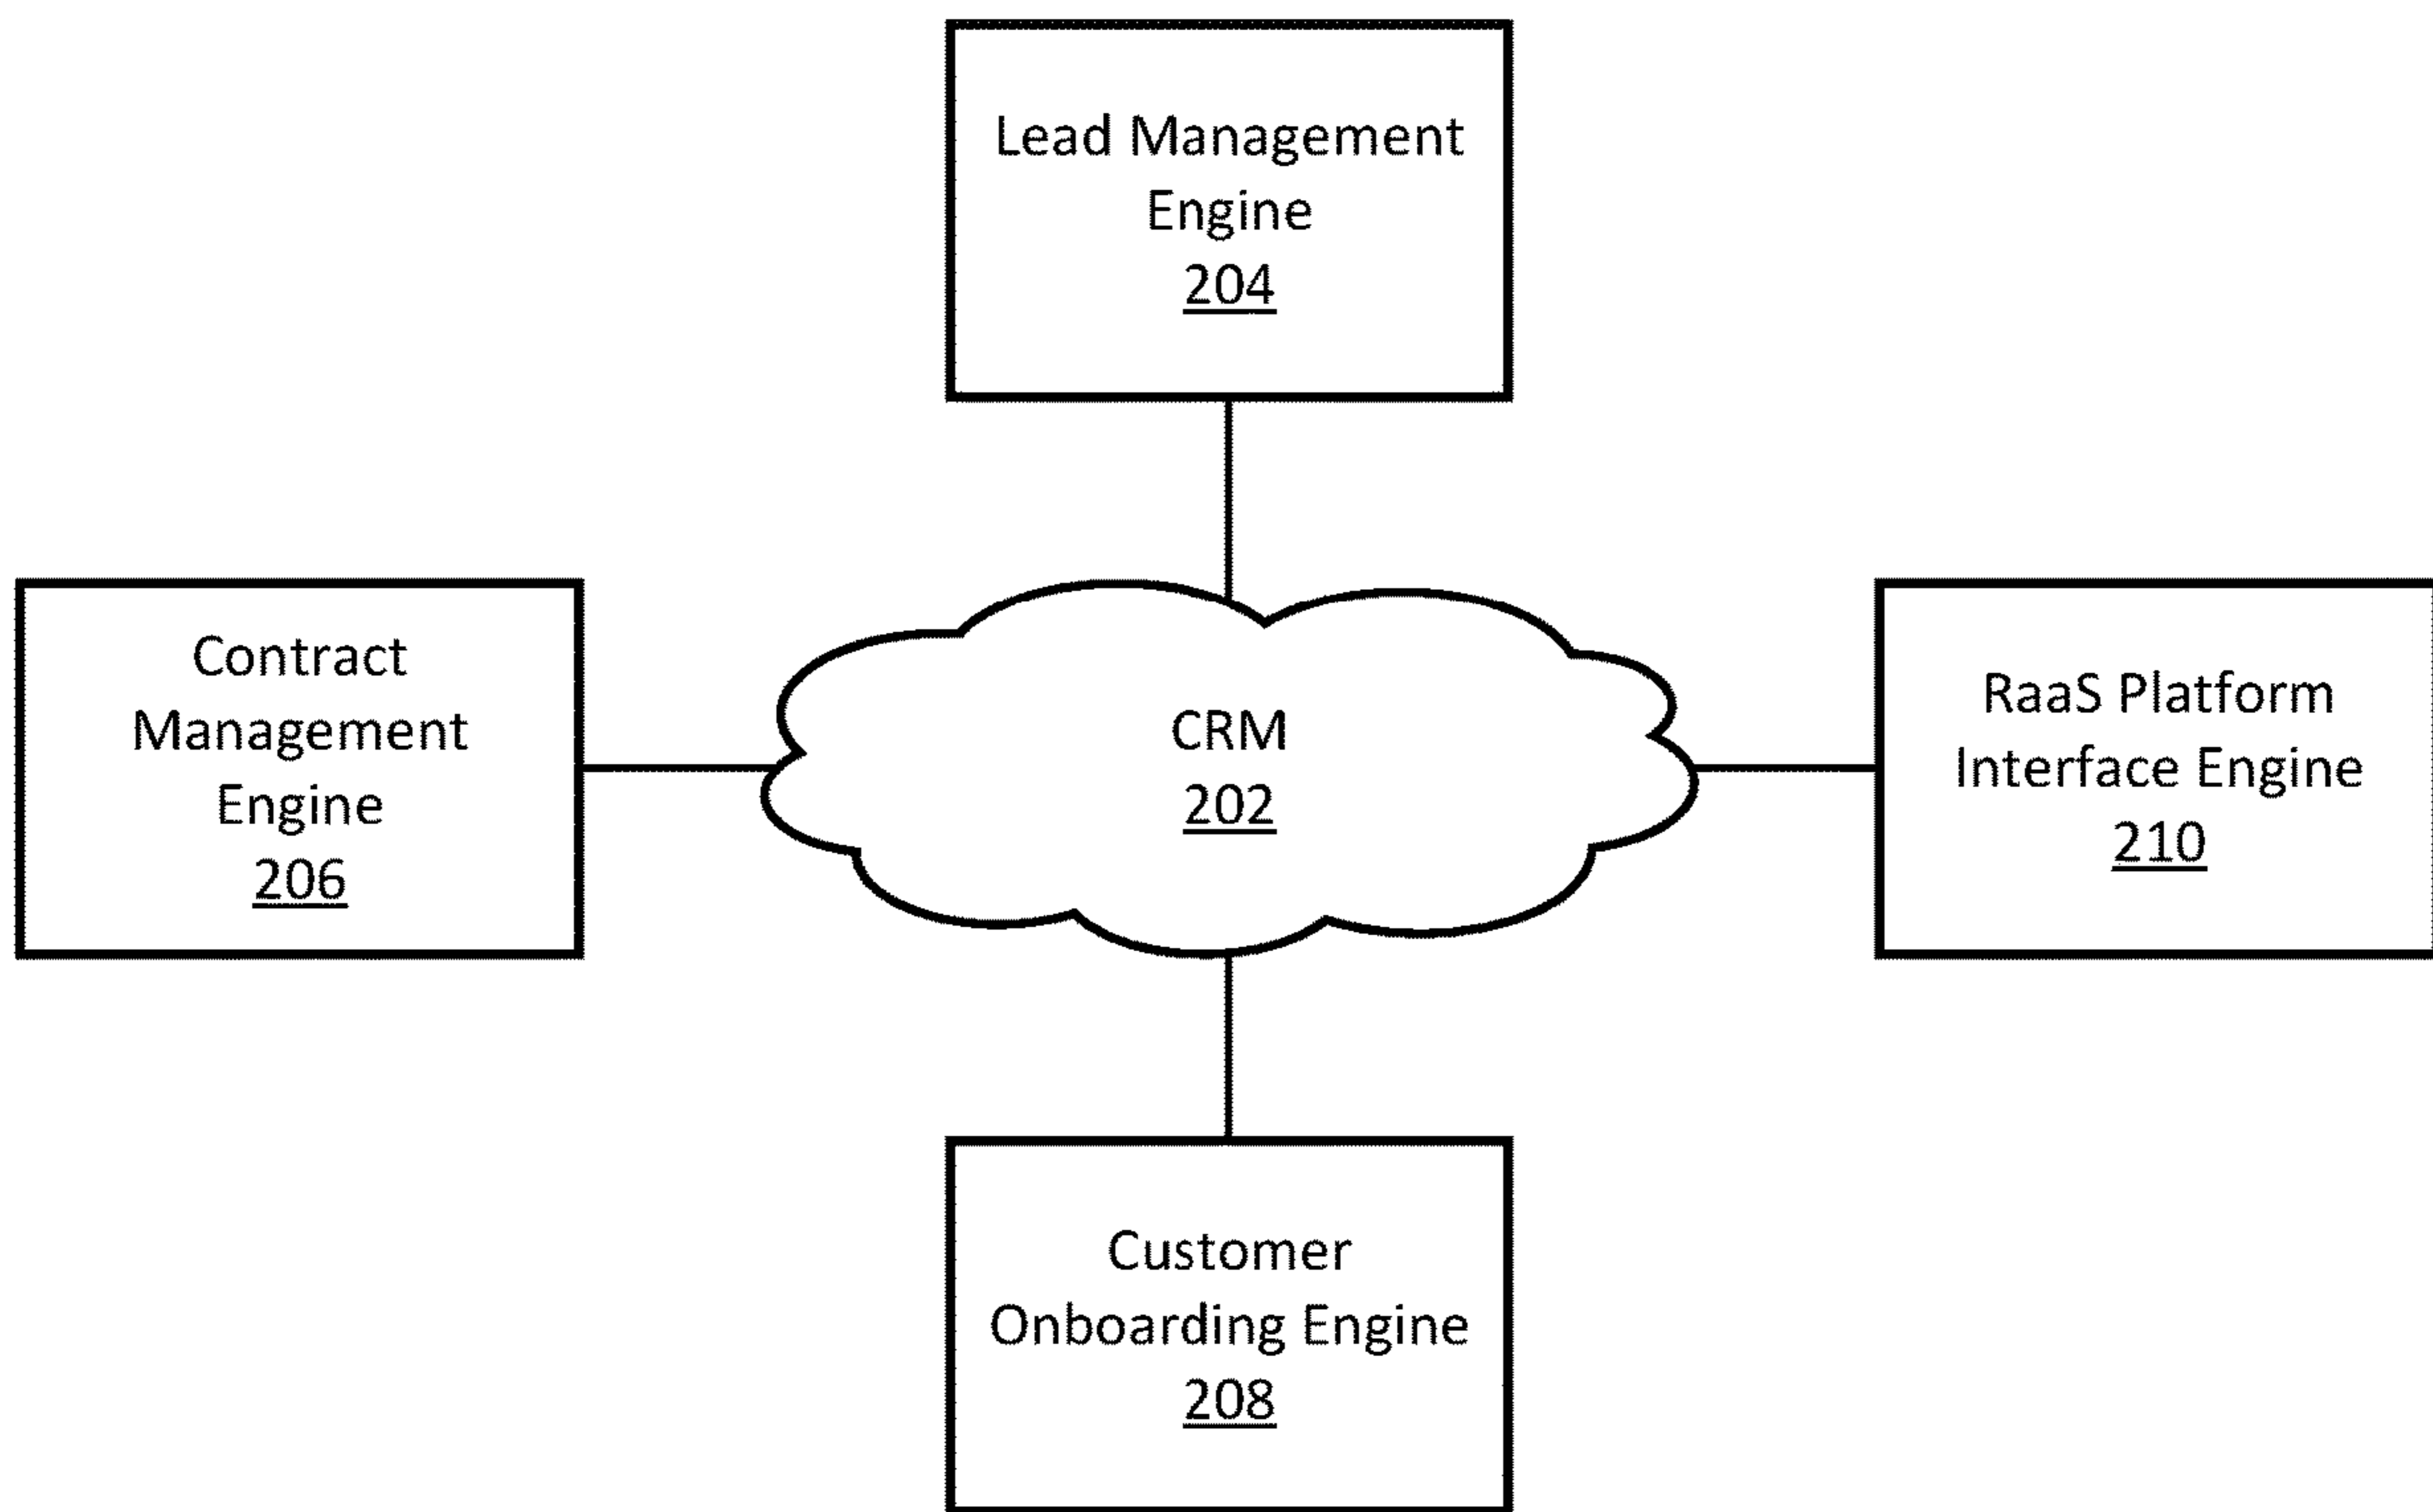 Lead Management
Engine
204
Contract
Management
Engine
206
CRM
202
RaaS Platform
Interface Engine
210
Customer
Onboarding Engine
208